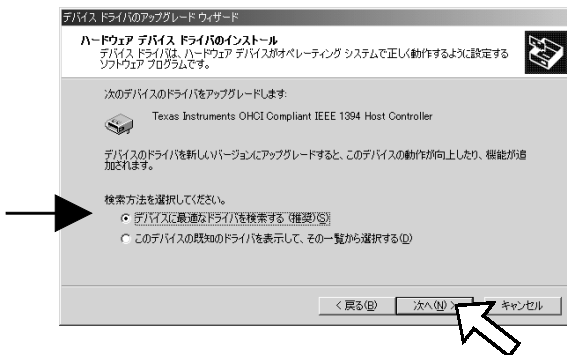 デバイス ドライバのアップグレード ウィザード
ハードウェア デバイス ドライバのインストール
デバイス ドライバは、ハードウェア デバイスがオペレーティング システムで正しく動作するように設定する
ソフトウェア プログラムです。
次のデバイスのドライバをアップグレードします:
Texas Instruments OHCI Compliant IEEE 1394 Host Controller
デバイスのドライバを新しいバージョンにアップグレードすると、このデバイスの動作が向上したり、機能が追
加されます。
検索方法を選択してください。
デバイスに最適なドライバを検索する (推奨)(S)
このデバイスの既知のドライバを表示して、その一覧から選択する(D)
< 戻る(B) 次へ(N) > キャンセル